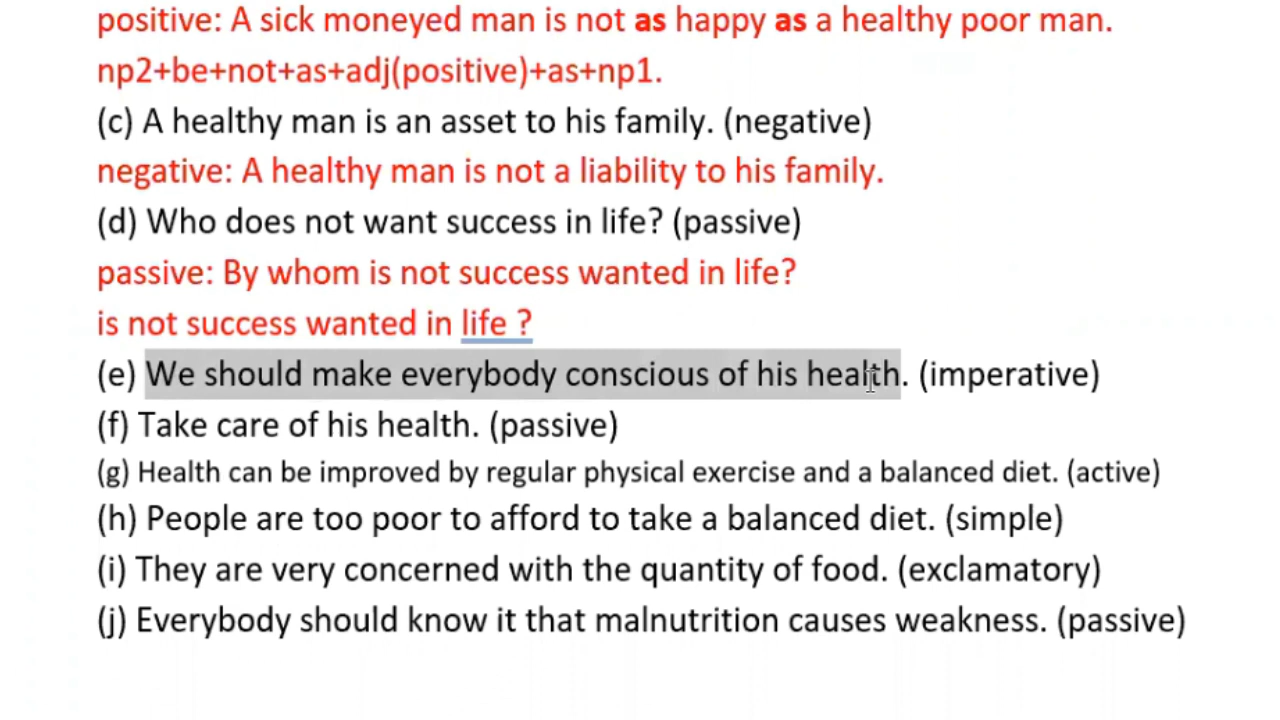 positive: A sick moneyed man is not as happy as a healthy poor man.
np2+be+not+as+adj(positive)+as+np1.
(c) A healthy man is an asset to his family. (negative)
negative: A healthy man is not a liability to his family.
(d) Who does not want success in life? (passive)
passive: By whom is not success wanted in life?
is not success wanted in life ?
(e) We should make everybody conscious of his health. (imperative)
(f) Take care of his health. (passive)
(g) Health can be improved by regular physical exercise and a balanced diet. (active)
(h) People are too poor to afford to take a balanced diet. (simple)
(i) They are very concerned with the quantity of food. (exclamatory)
(j) Everybody should know it that malnutrition causes weakness. (passive)